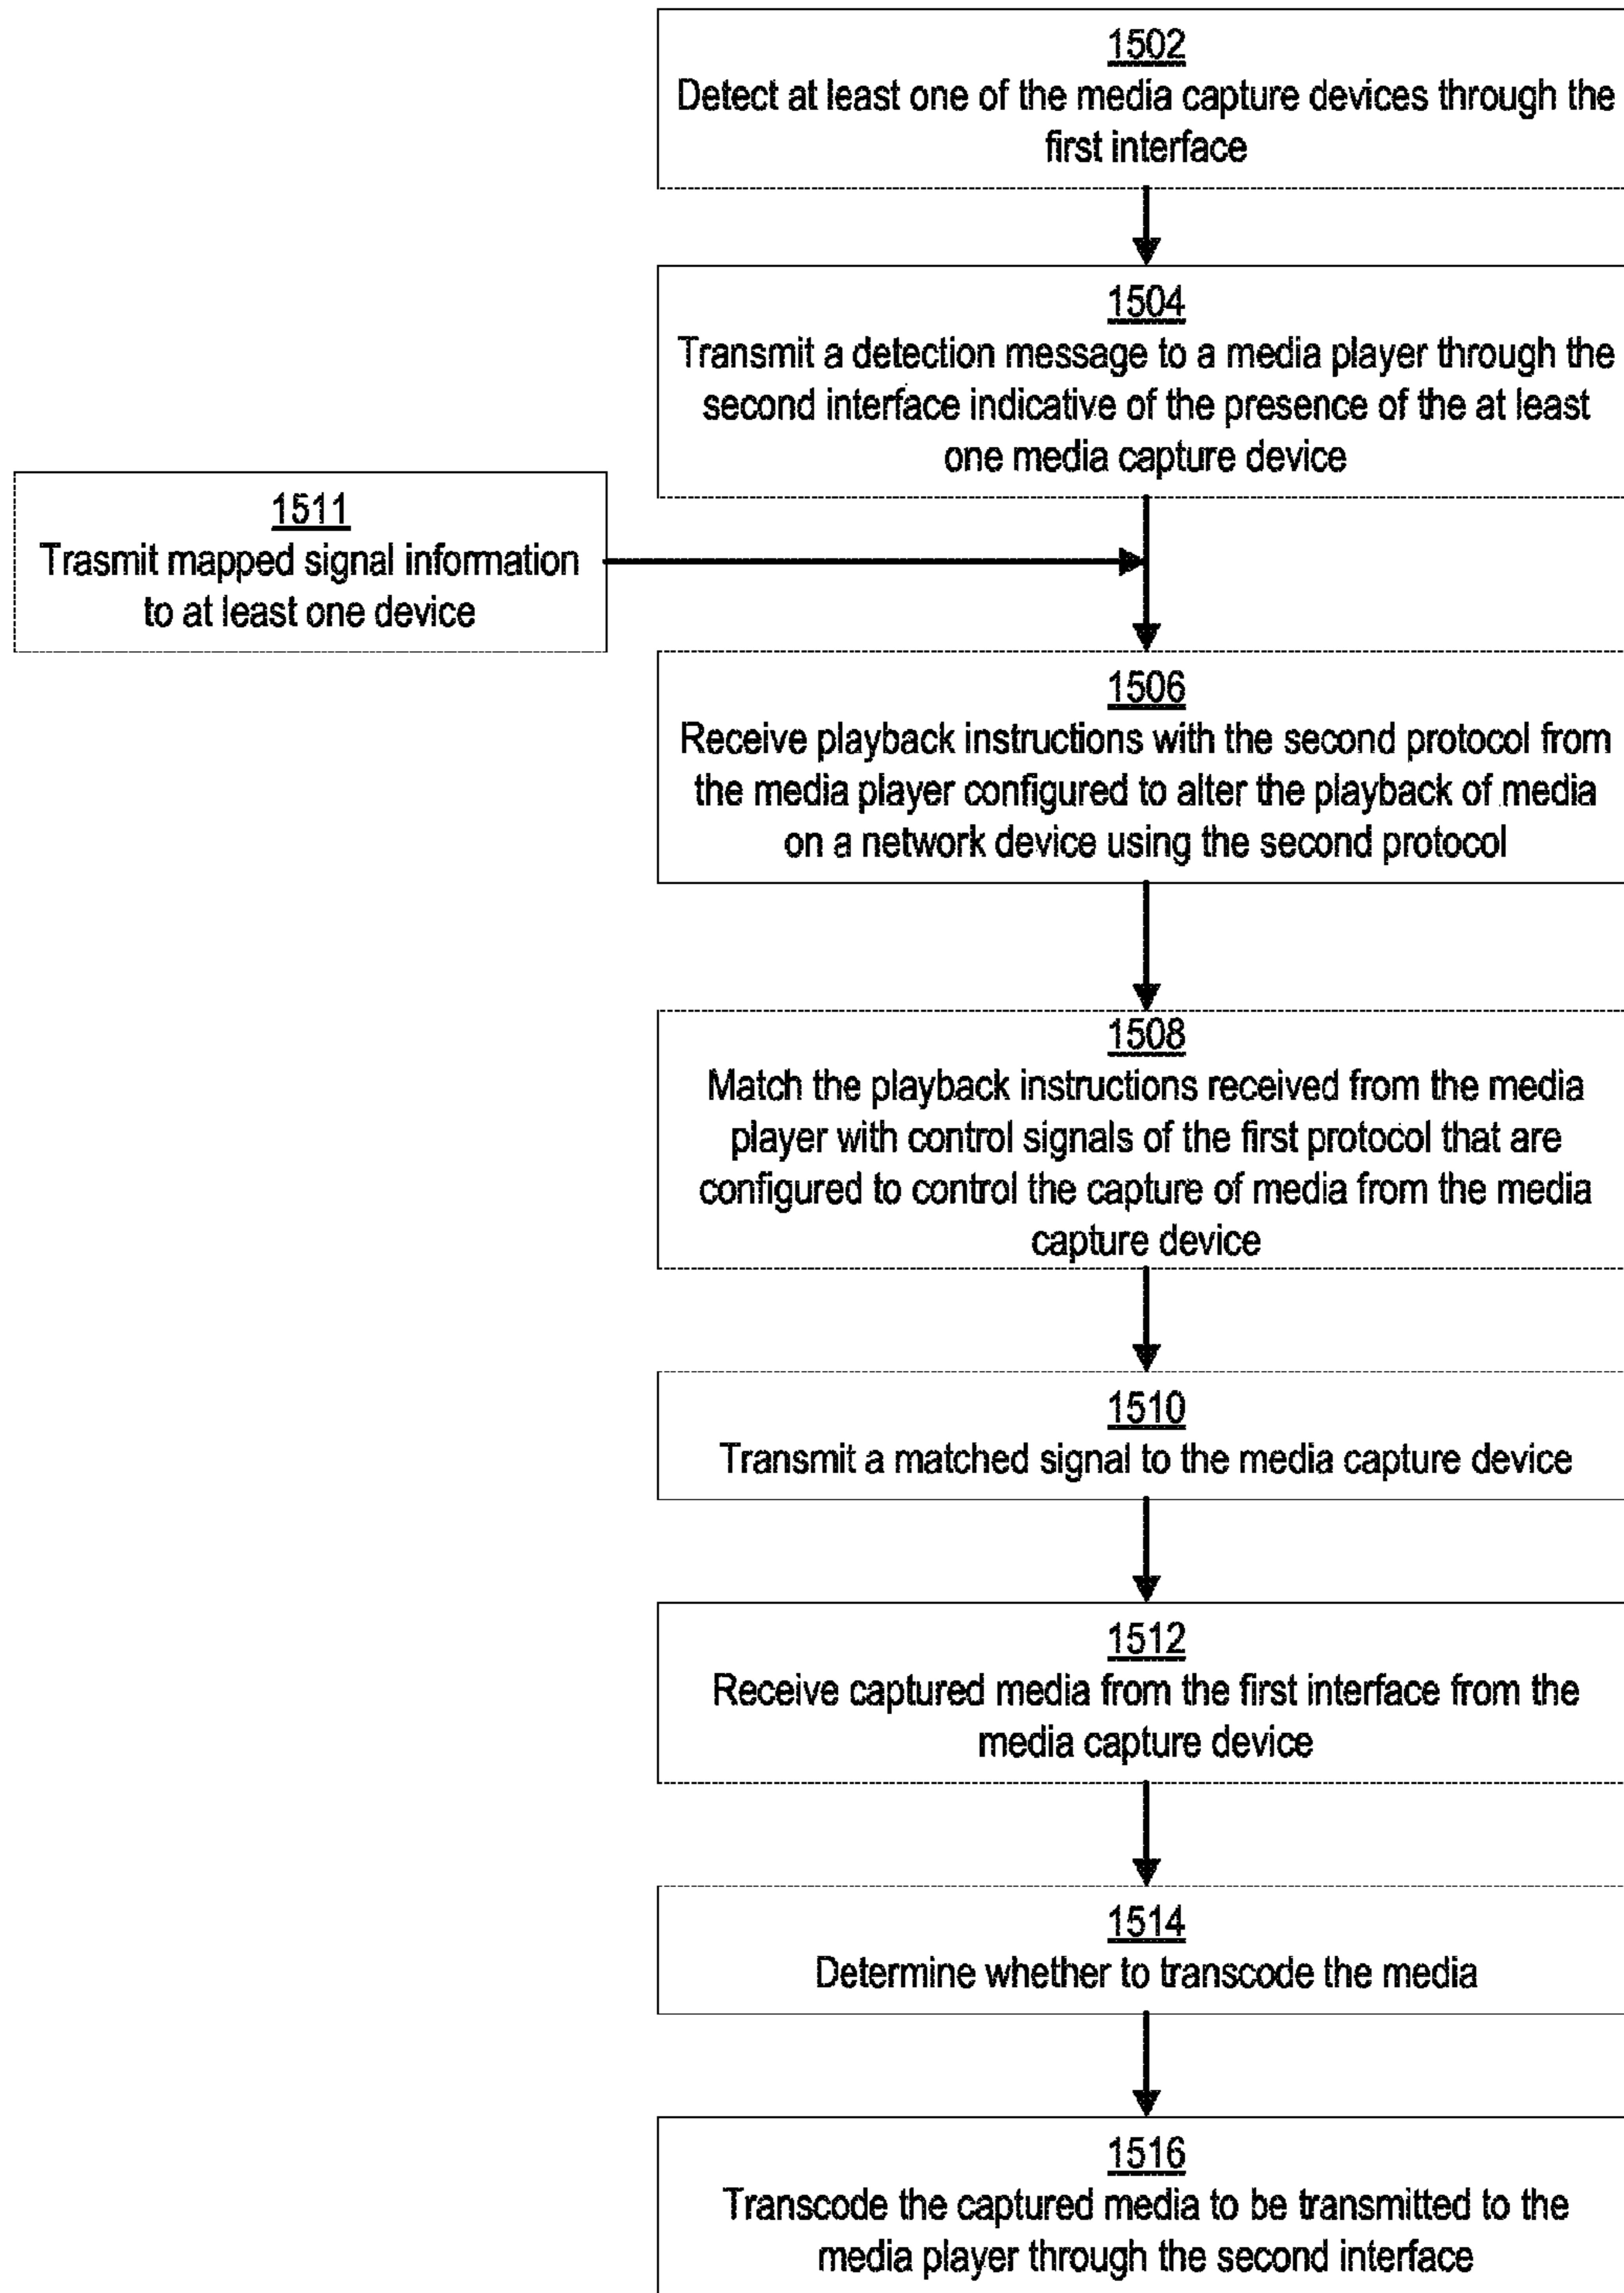 1502
Detect at least one of the media capture devices through the
first interface
1504
Transmit a detection message to a media player through the
second interface indicative of the presence of the at least
one media capture device
1511
Trasmit mapped signal information
to at least one device
1506
Receive playback instructions with the second protocol from
the media player configured to alter the playback of media
on a network device using the second protocol
1508
Match the playback instructions received from the media
player with control signals of the first protocol that are
configured to control the capture of media from the media
capture device
1510
Transmit a matched signal to the media capture device
1512
Receive captured media from the first interface from the
media capture device
1514
Determine whether to transcode the media
1516
Transcode the captured media to be transmitted to the
media player through the second interface